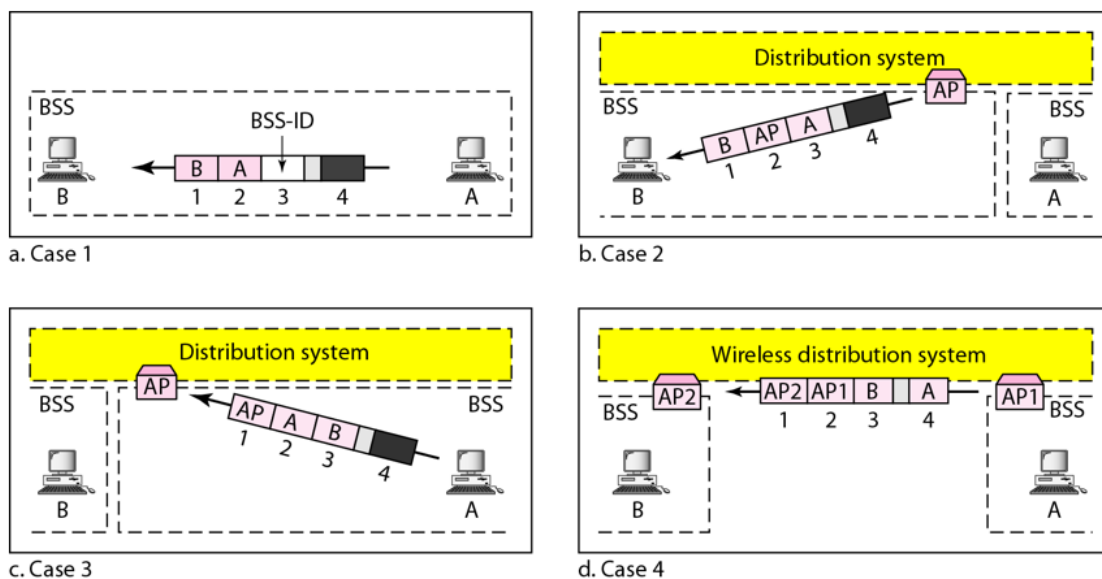 BSS
BSS-ID
B A
1 2 3 4
B A
a. Case 1
Distribution system
AP
BSS
BSS
B AP A
1 2 3 4
B A
b. Case 2
Distribution system
AP
BSS
BSS
AP A B
1 2 3 4
B A
c. Case 3
Wireless distribution system
AP2 AP2 AP1 B A AP1
BSS
BSS
1 2 3 4
B A
d. Case 4